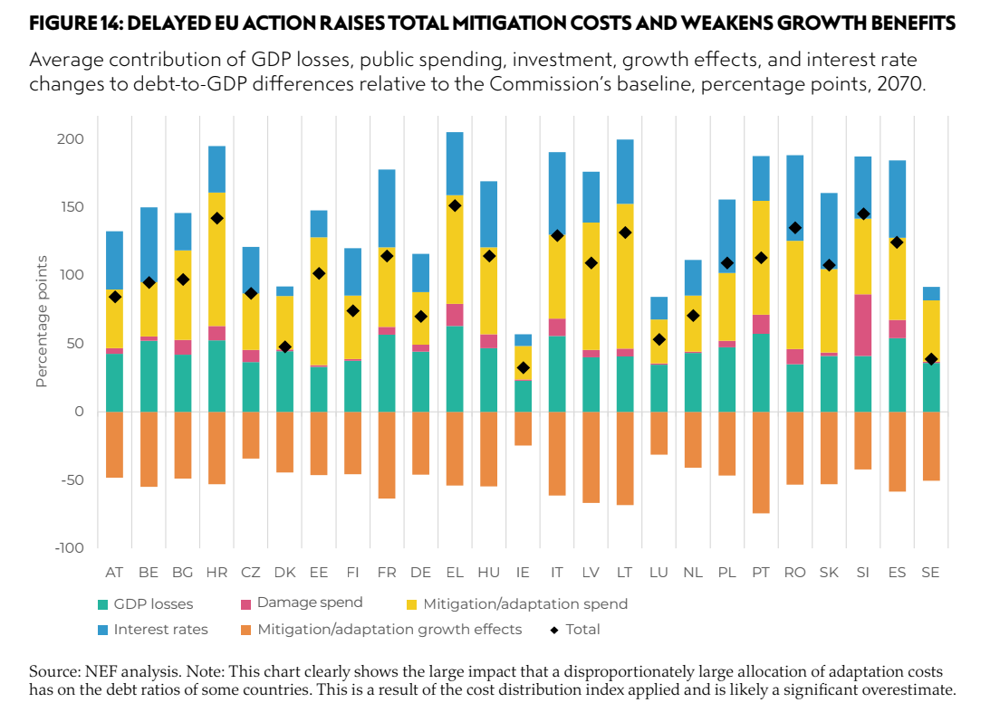 FIGURE 14: DELAYED EU ACTION RAISES TOTAL MITIGATION COSTS AND WEAKENS GROWTH BENEFITS
Average contribution of GDP losses, public spending, investment, growth effects, and interest rate
changes to debt-to-GDP differences relative to the Commission's baseline, percentage points, 2070.
Percentage points
200
150
100
50
0
-50
-100
AT BE BG HR CZ DK EE FI FR DE EL HU IE IT LV LT LU NL PL PT RO SK SI ES SE
GDP losses Damage spend Mitigation/adaptation spend
Interest rates Mitigation/adaptation growth effects Total
Source: NEF analysis. Note: This chart clearly shows the large impact that a disproportionately large allocation of adaptation costs
has on the debt ratios of some countries. This is a result of the cost distribution index applied and is likely a significant overestimate.